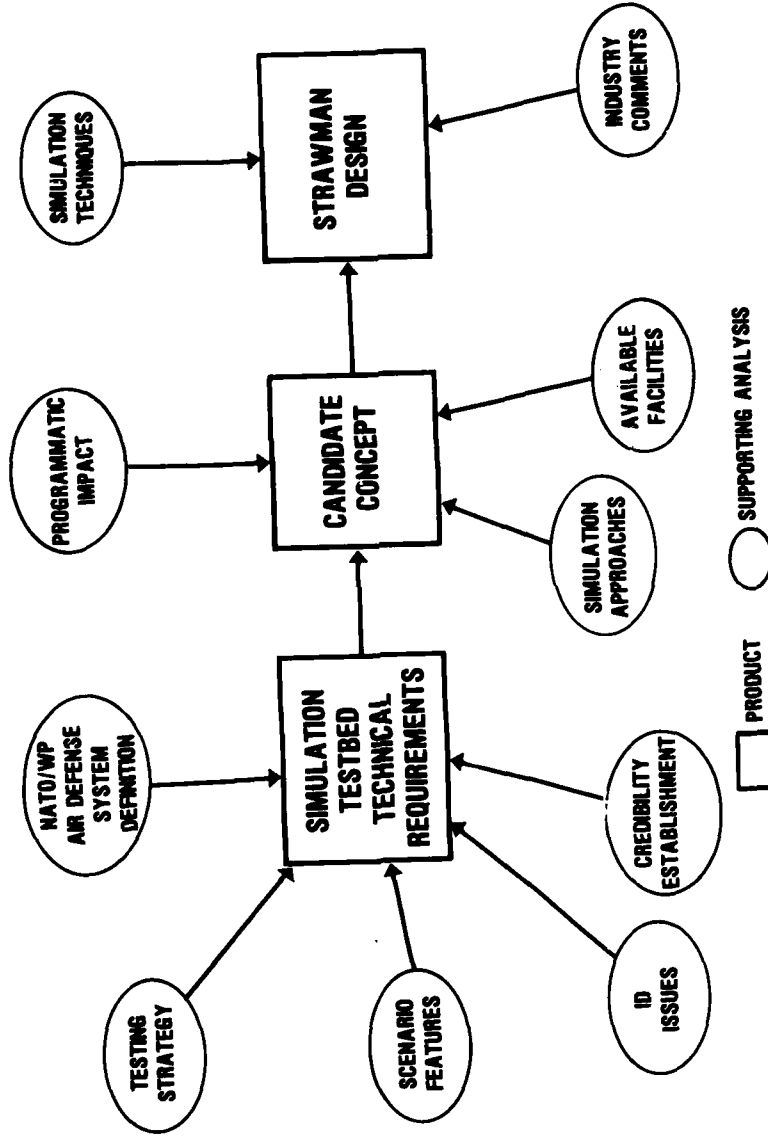 TESTING
STRATEGY
NATO/WP
AIR DEFENSE
SYSTEM
DEFINITION
PROGRAMMATIC
IMPACT
SIMULATION
TECHNIQUES
SCENARIO
FEATURES
SIMULATION
TESTBED
TECHNICAL
REQUIREMENTS
CANDIDATE
CONCEPT
STRAWMAN
DESIGN
ID
ISSUES
CREDIBILITY
ESTABLISHMENT
SIMULATION
APPROACHES
AVAILABLE
FACILITIES
INDUSTRY
COMMENTS
PRODUCT
SUPPORTING ANALYSIS